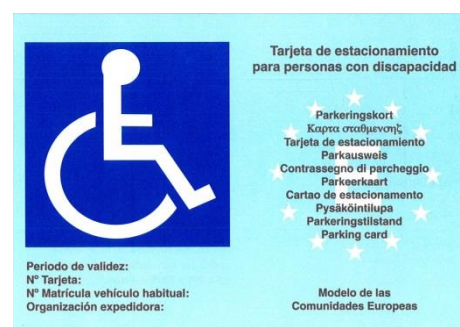 Tarjeta de estacionamiento
para personas con discapacidad
Parkeringskort
Καρτα σταθμενσηζ
Tarjeta de estacionamiento
Parkausweis
Contrassegno di parcheggio
Parkeerkaart
Cartao de estacionamento
Pysäköintilupa
Parkeringstilstand
Parking card
Periodo de validez:
Nº Tarjeta:
Nº Matrícula vehículo habitual:
Organización expedidora:
Modelo de las
Comunidades Europeas